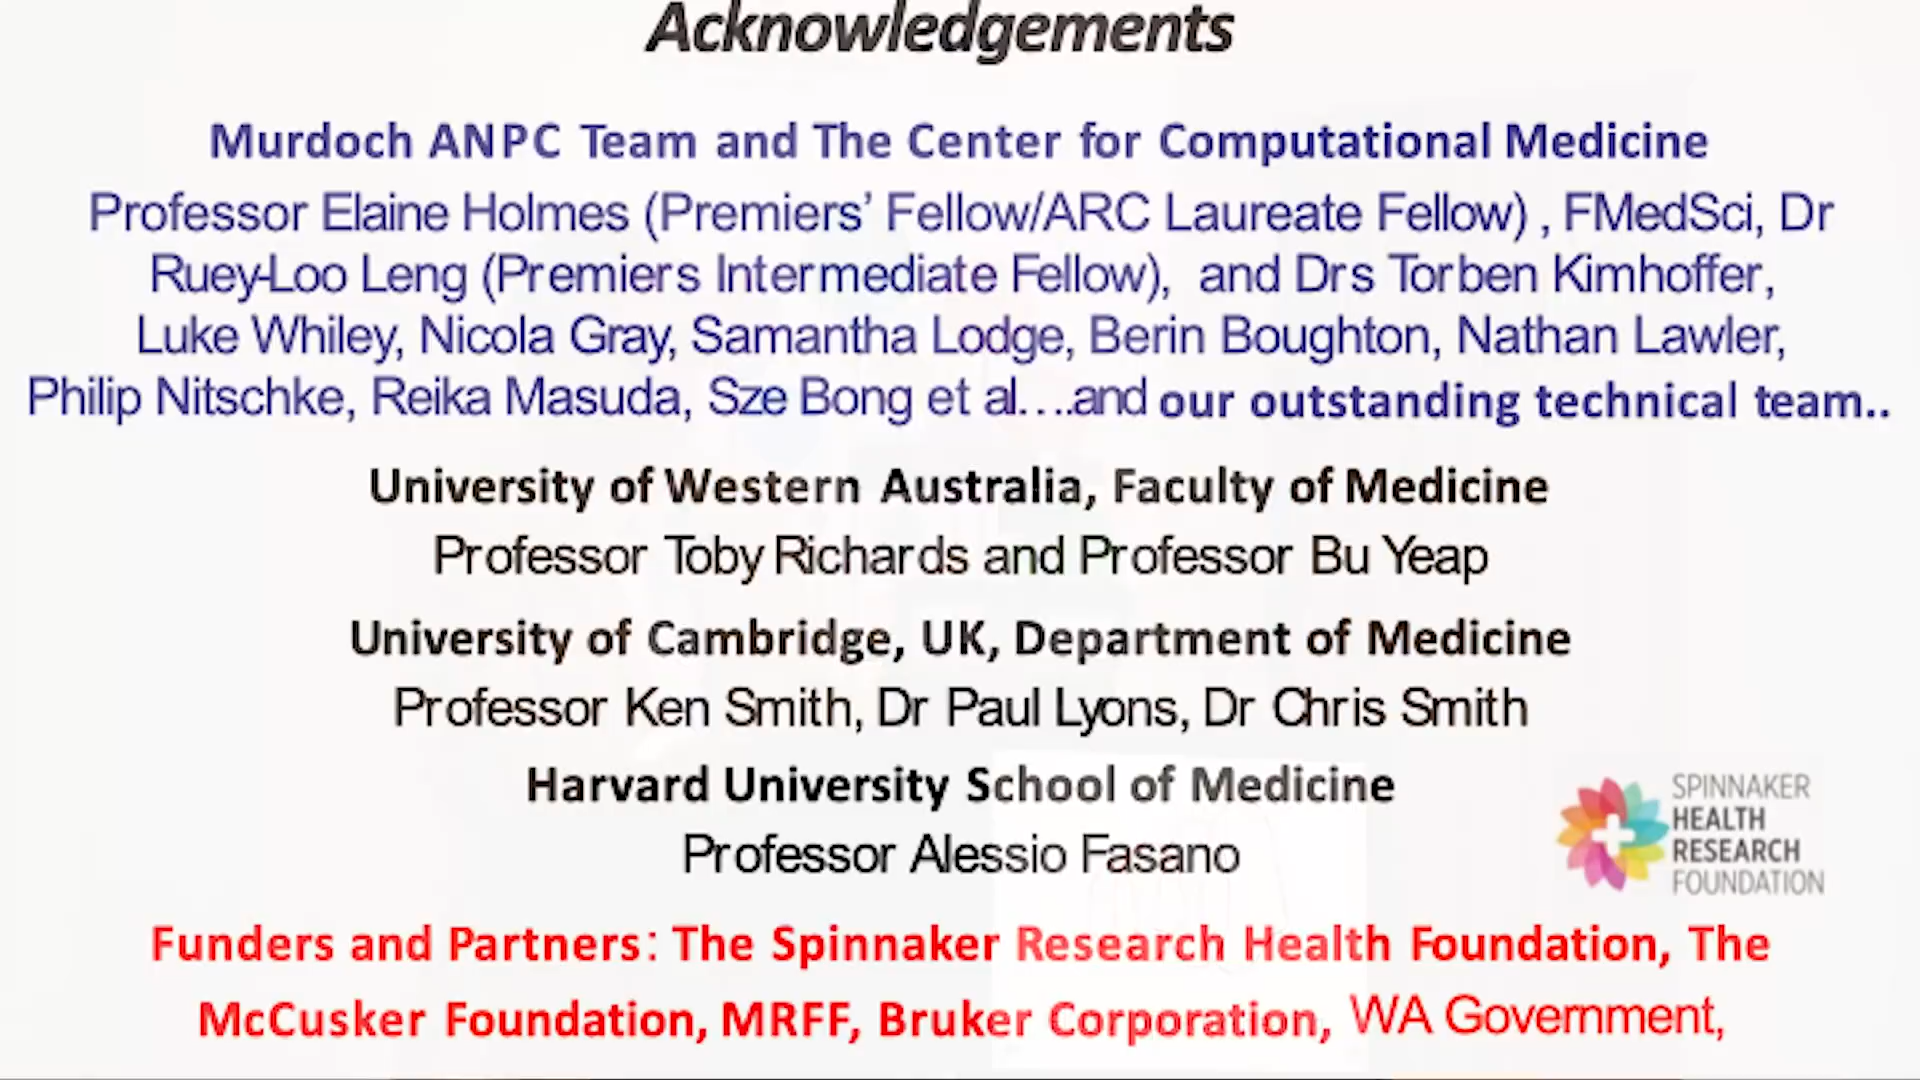 Acknowledgements
Murdoch ANPC Team and The Center for Computational Medicine
Professor Elaine Holmes (Premiers’ Fellow/ARC Laureate Fellow) , FMedSci, Dr
Ruey-Loo Leng (Premiers Intermediate Fellow), and Drs Torben Kimhoffer,
Luke Whiley, Nicola Gray, Samantha Lodge, Berin Boughton, Nathan Lawler,
Philip Nitschke, Reika Masuda, Sze Bong et al….and our outstanding technical team..
University of Western Australia, Faculty of Medicine
Professor Toby Richards and Professor Bu Yeap
University of Cambridge, UK, Department of Medicine
Professor Ken Smith, Dr Paul Lyons, Dr Chris Smith
Harvard University School of Medicine
Professor Alessio Fasano
SPINNAKER
HEALTH
RESEARCH
FOUNDATION
Funders and Partners: The Spinnaker Research Health Foundation, The
McCusker Foundation, MRFF, Bruker Corporation, WA Government,